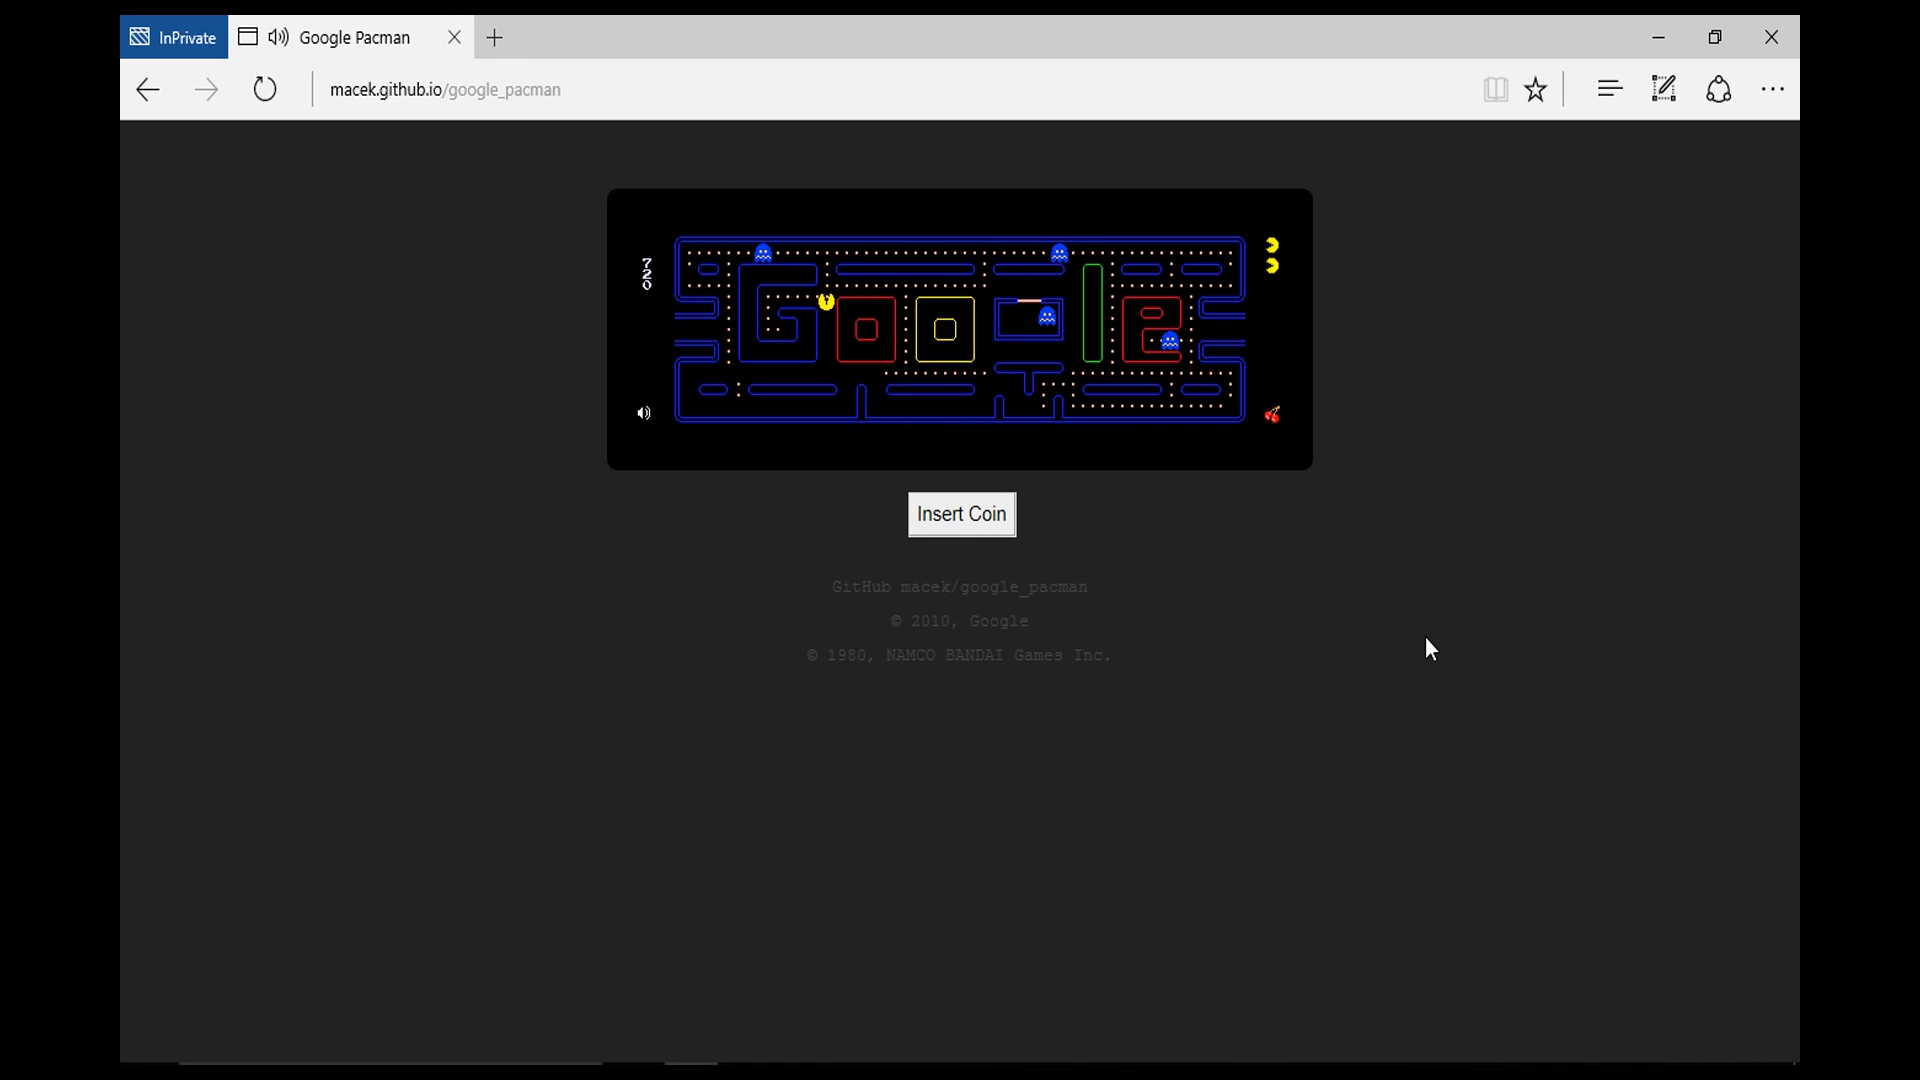 InPrivate
Google Pacman
macek.github.io/google_pacman
720
Insert Coin
GitHub macek/google_pacman
© 2010, Google
© 1980, NAMCO BANDAI Games Inc.